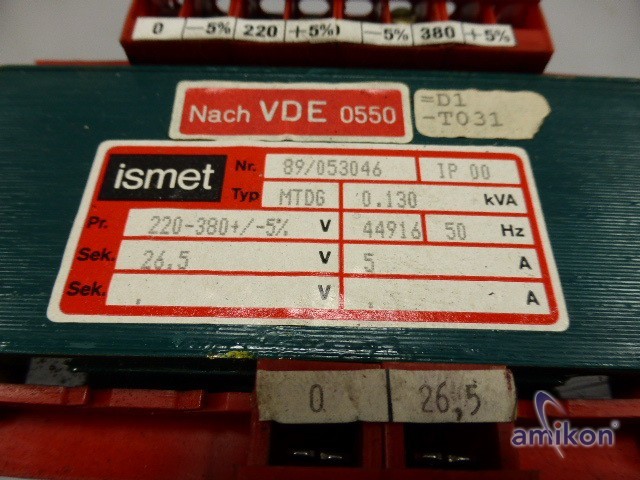 0 -5% 220 +5% -5% 380 +5%
Nach VDE 0550
=D1
-T031
ismet Nr. 89/053046 IP 00
Typ MTDG 0.130 kVA
Pr. 220-380+/-5% V 44916 50 Hz
Sek. 26.5 V 5 A
Sek. . V . A
0 26,5
amikon